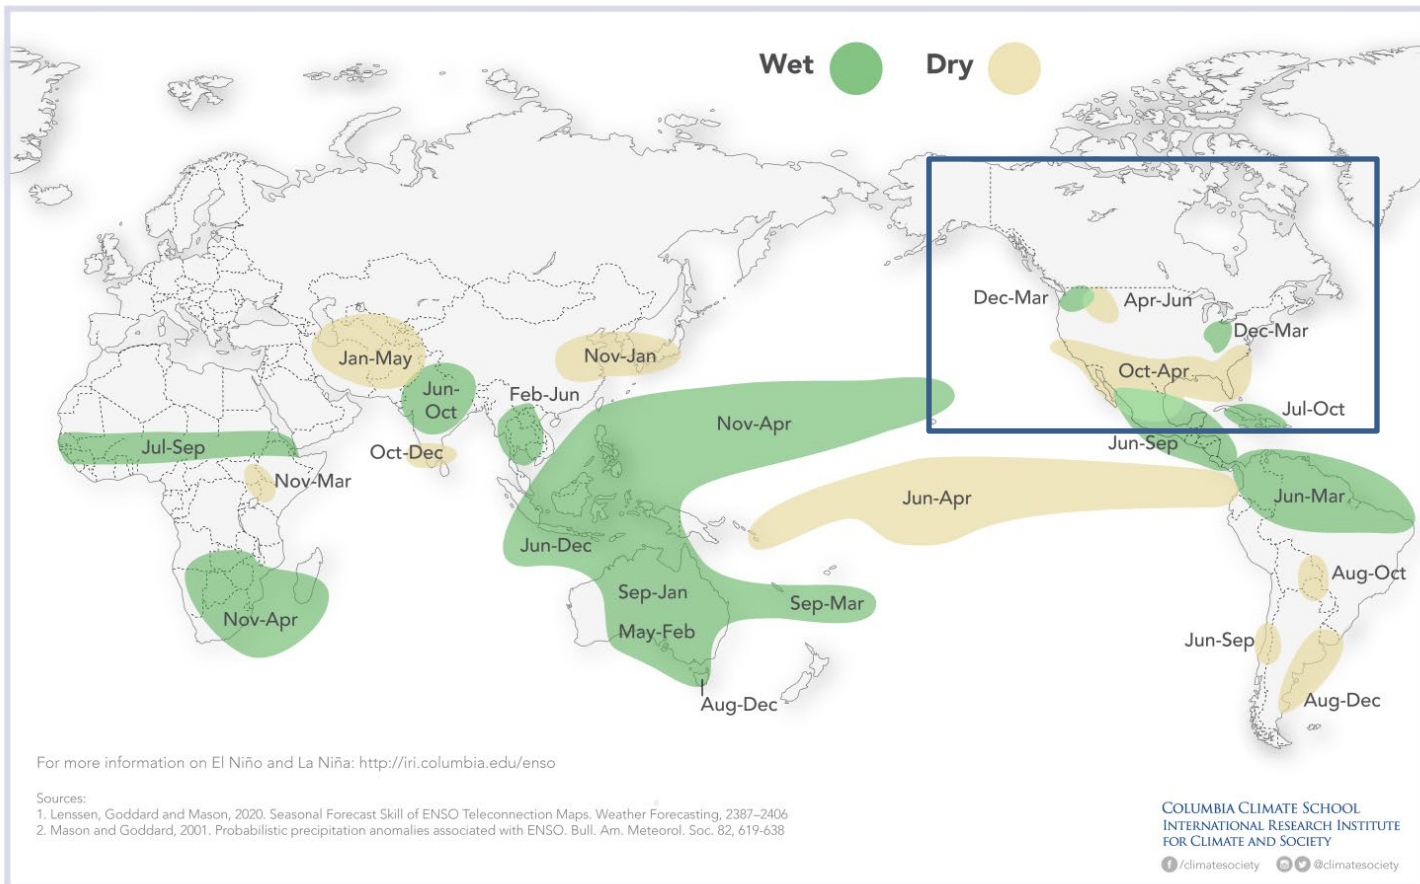 Wet
Dry
Dec-Mar
Apr-Jun
Dec-Mar
Jan-May
Nov-Jan
Oct-Apr
Jun-
Oct
Feb-Jun
Jul-Oct
Nov-Apr
Jul-Sep
Oct-Dec
Jun-Sep
Nov-Mar
Jun-Apr
Jun-Mar
Jun-Dec
Aug-Oct
Sep-Jan
Sep-Mar
Nov-Apr
May-Feb
Jun-Sep
Aug-Dec
Aug-Dec
For more information on El Niño and La Niña: http://iri.columbia.edu/enso
Sources:
1. Lenssen, Goddard and Mason, 2020. Seasonal Forecast Skill of ENSO Teleconnection Maps. Weather Forecasting, 2387–2406
2. Mason and Goddard, 2001. Probabilistic precipitation anomalies associated with ENSO. Bull. Am. Meteorol. Soc. 82, 619-638
COLUMBIA CLIMATE SCHOOL
INTERNATIONAL RESEARCH INSTITUTE
FOR CLIMATE AND SOCIETY
/climatesociety @climatesociety